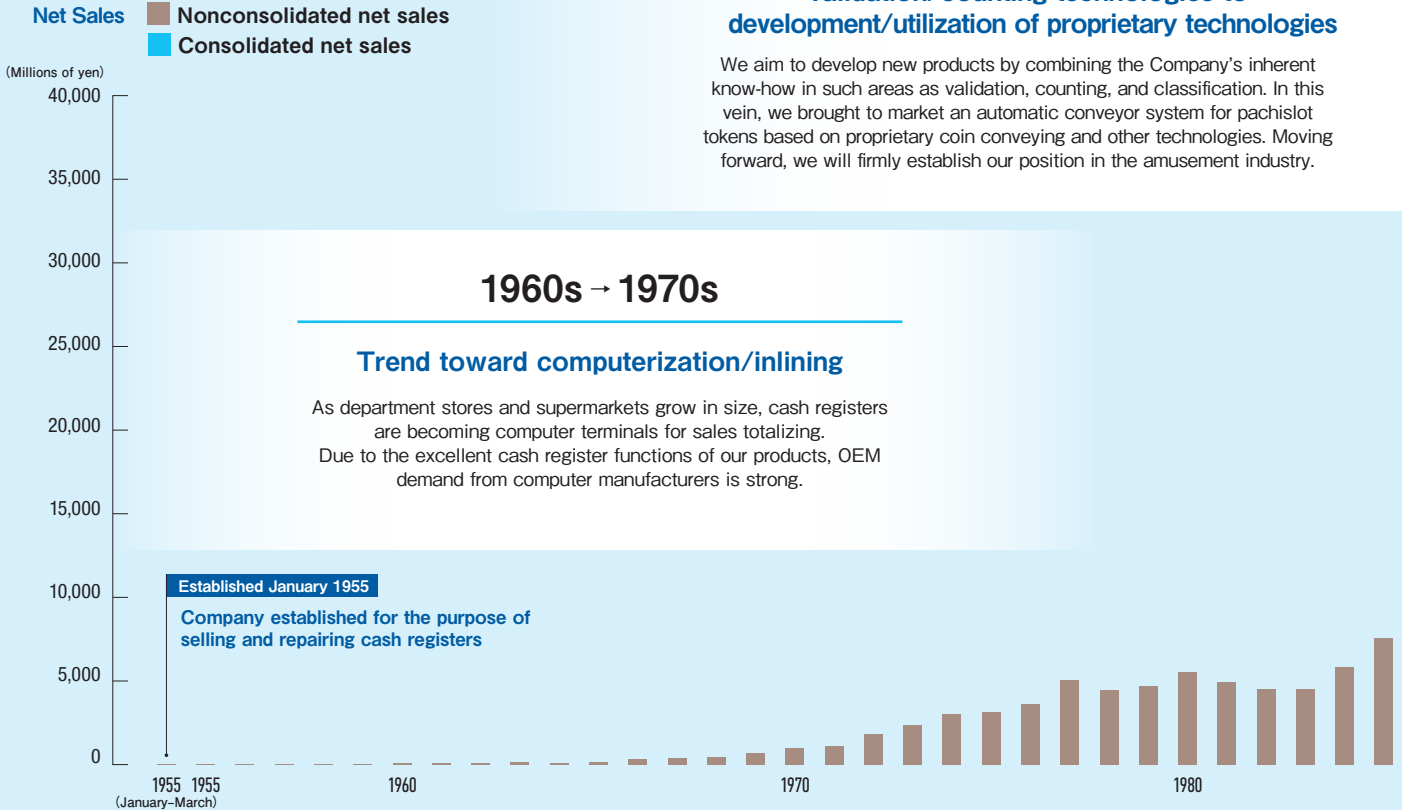 Net Sales
Nonconsolidated net sales
Consolidated net sales
(Millions of yen)
40,000
35,000
30,000
25,000
20,000
15,000
10,000
5,000
0
development/utilization of proprietary technologies
We aim to develop new products by combining the Company's inherent
know-how in such areas as validation, counting, and classification. In this
vein, we brought to market an automatic conveyor system for pachislot
tokens based on proprietary coin conveying and other technologies. Moving
forward, we will firmly establish our position in the amusement industry.
1960s → 1970s
Trend toward computerization/inlining
As department stores and supermarkets grow in size, cash registers
are becoming computer terminals for sales totalizing.
Due to the excellent cash register functions of our products, OEM
demand from computer manufacturers is strong.
Established January 1955
Company established for the purpose of
selling and repairing cash registers
1955 1955 1960 1970 1980
(January–March)